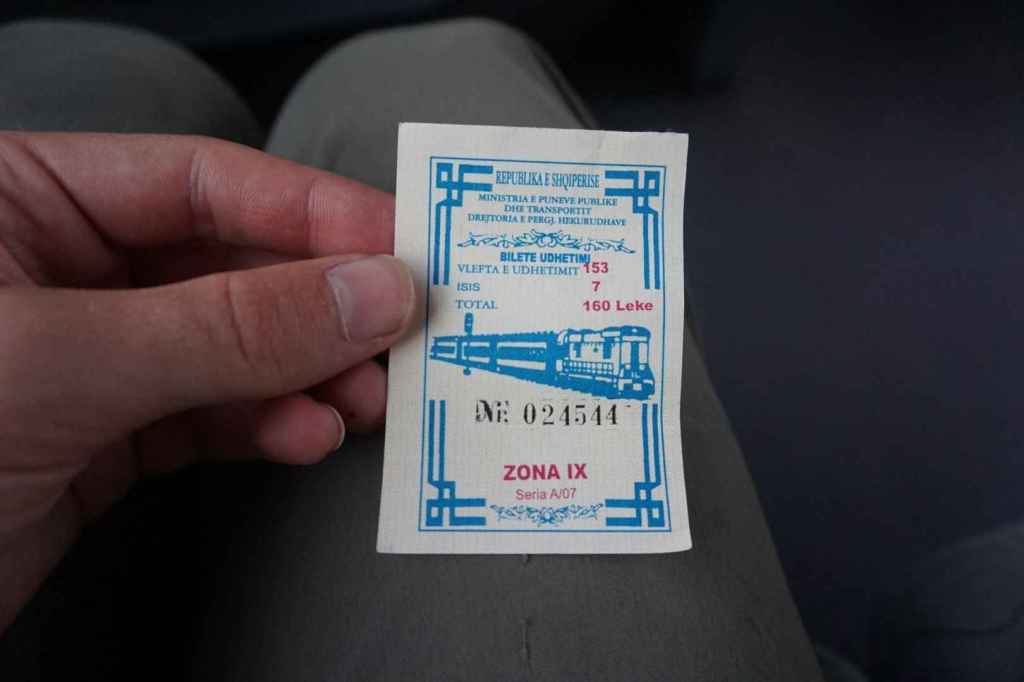 REPUBLIKA E SHQIPERISE
MINISTRIA E PUNEVE PUBLIKE
DHE TRANSPORTIT
DREJTORIA E PERGJ. HEKURUDHAVE
BILETE UDHETIMI
VLEFTA E UDHETIMIT 153
ISIS 7
TOTAL 160 Leke
Nr. 024544
ZONA IX
Seria A/07